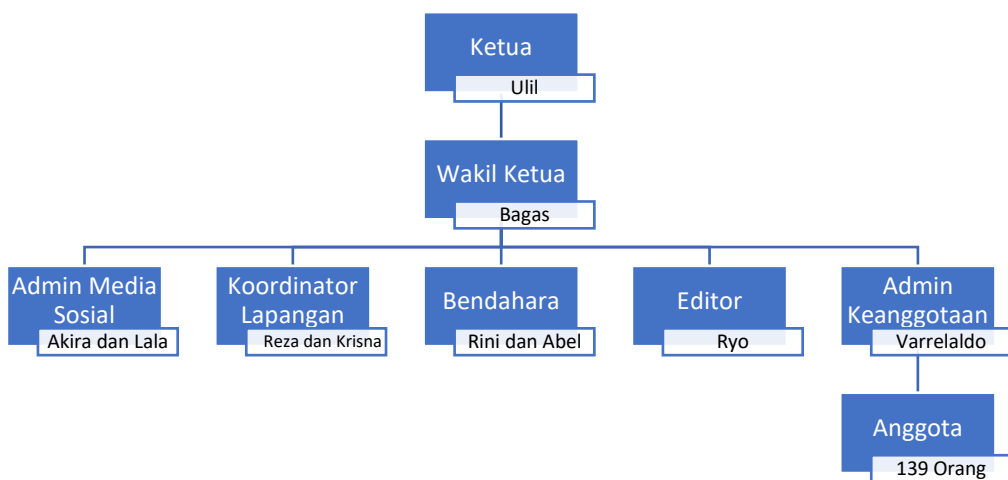 Ketua
Ulil
Wakil Ketua
Bagas
Admin Media
Sosial
Akira dan Lala
Koordinator
Lapangan
Reza dan Krisna
Bendahara
Rini dan Abel
Editor
Ryo
Admin
Keanggotaan
Varrelaldo
Anggota
139 Orang